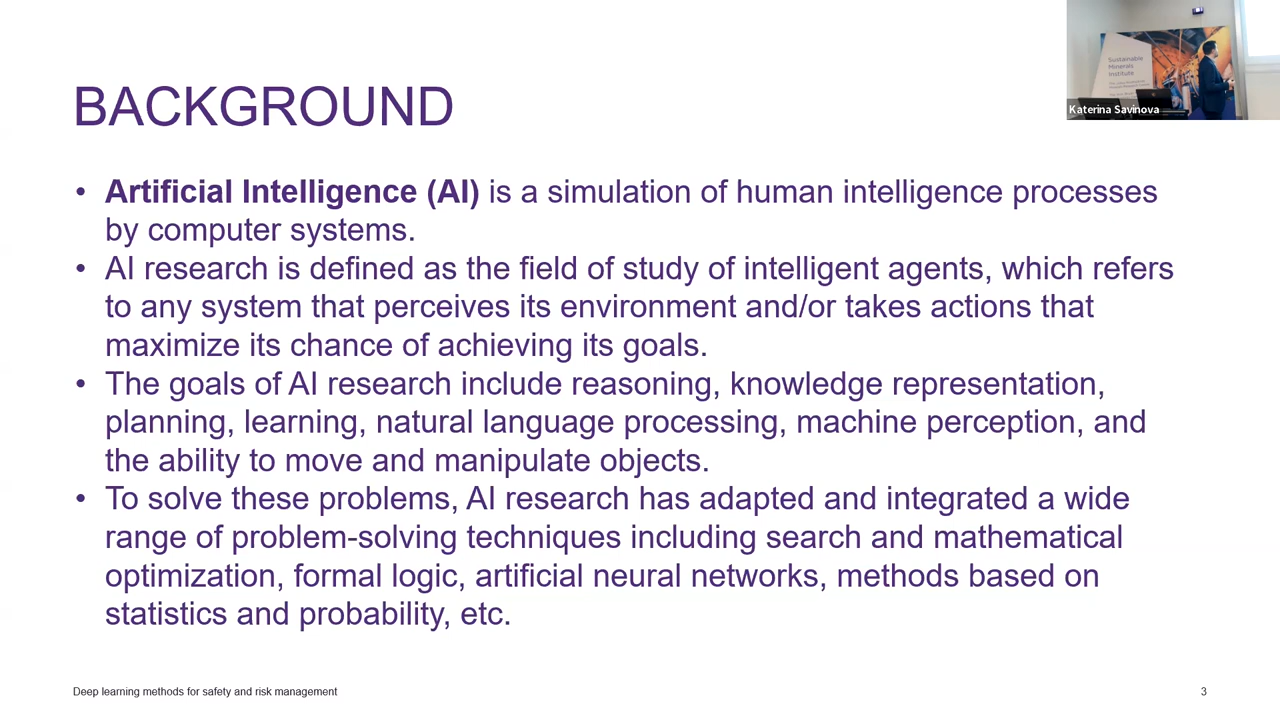 BACKGROUND
• Artificial Intelligence (AI) is a simulation of human intelligence processes
by computer systems.
• AI research is defined as the field of study of intelligent agents, which refers
to any system that perceives its environment and/or takes actions that
maximize its chance of achieving its goals.
• The goals of AI research include reasoning, knowledge representation,
planning, learning, natural language processing, machine perception, and
the ability to move and manipulate objects.
• To solve these problems, AI research has adapted and integrated a wide
range of problem-solving techniques including search and mathematical
optimization, formal logic, artificial neural networks, methods based on
statistics and probability, etc.
Sustainable
Minerals
Institute
Katerina Savinova
Deep learning methods for safety and risk management
3